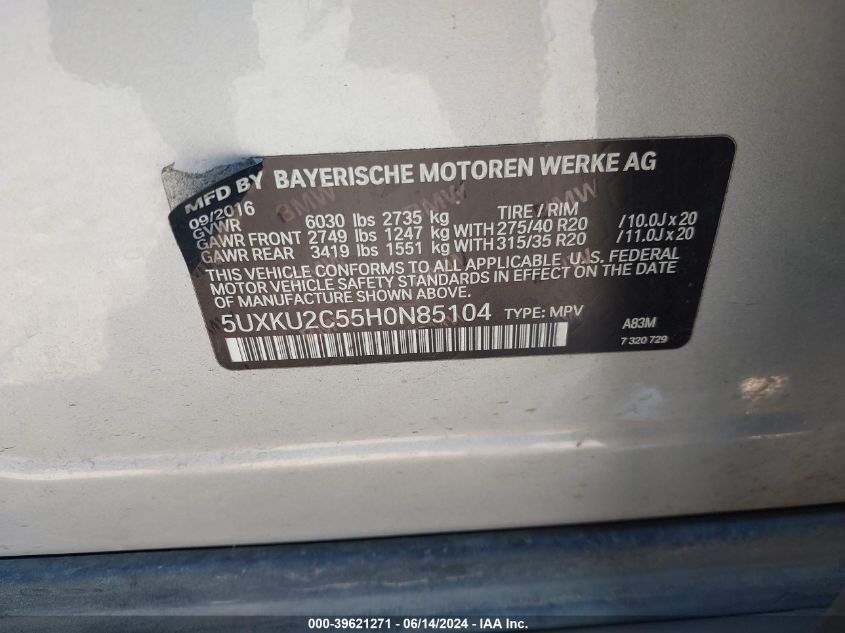 MFD BY BAYERISCHE MOTOREN WERKE AG
09/2016
GVWR 6030 lbs 2735 kg TIRE / RIM
GAWR FRONT 2749 lbs 1247 kg WITH 275/40 R20 /10.0J x 20
GAWR REAR 3419 lbs 1551 kg WITH 315/35 R20 /11.0J x 20
THIS VEHICLE CONFORMS TO ALL APPLICABLE U.S. FEDERAL
MOTOR VEHICLE SAFETY STANDARDS IN EFFECT ON THE DATE
OF MANUFACTURE SHOWN ABOVE.
5UXKU2C55H0N85104 TYPE: MPV A83M
7 320 729
000-39621271 - 06/14/2024 - IAA Inc.